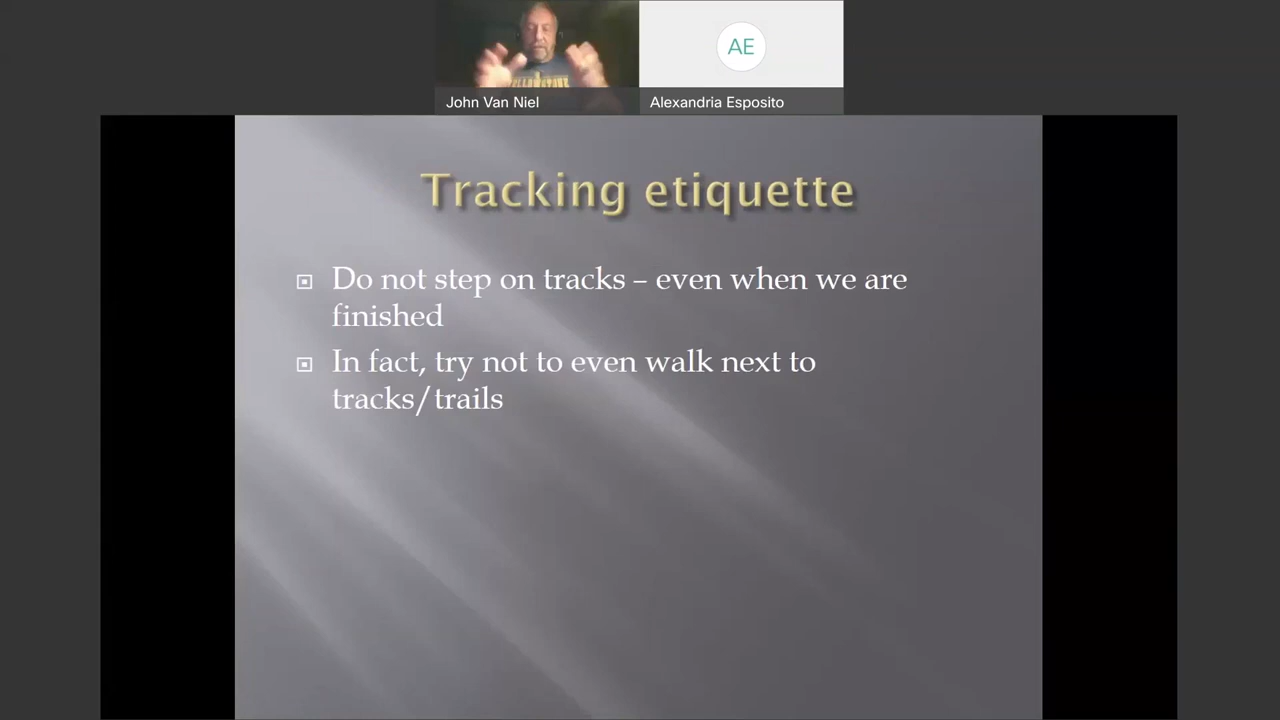 John Van Niel
AE
Alexandria Esposito
Tracking etiquette
Do not step on tracks – even when we are
finished
In fact, try not to even walk next to
tracks/trails